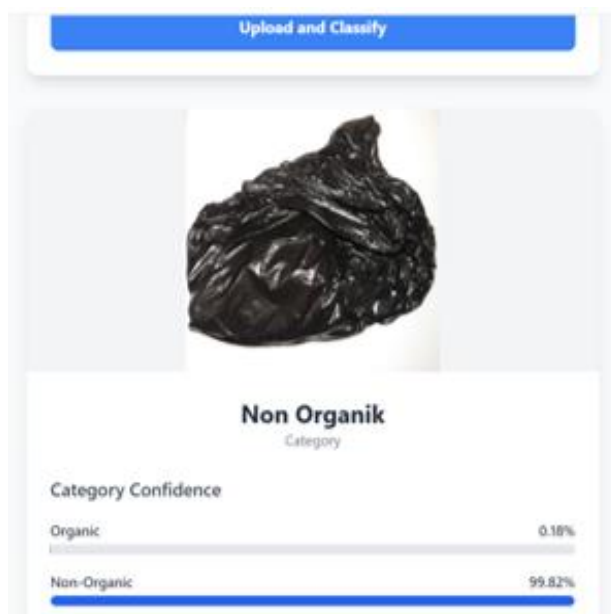 Upload and Classify
Non Organik
Category
Category Confidence
Organic 0.18%
Non-Organic 99.82%